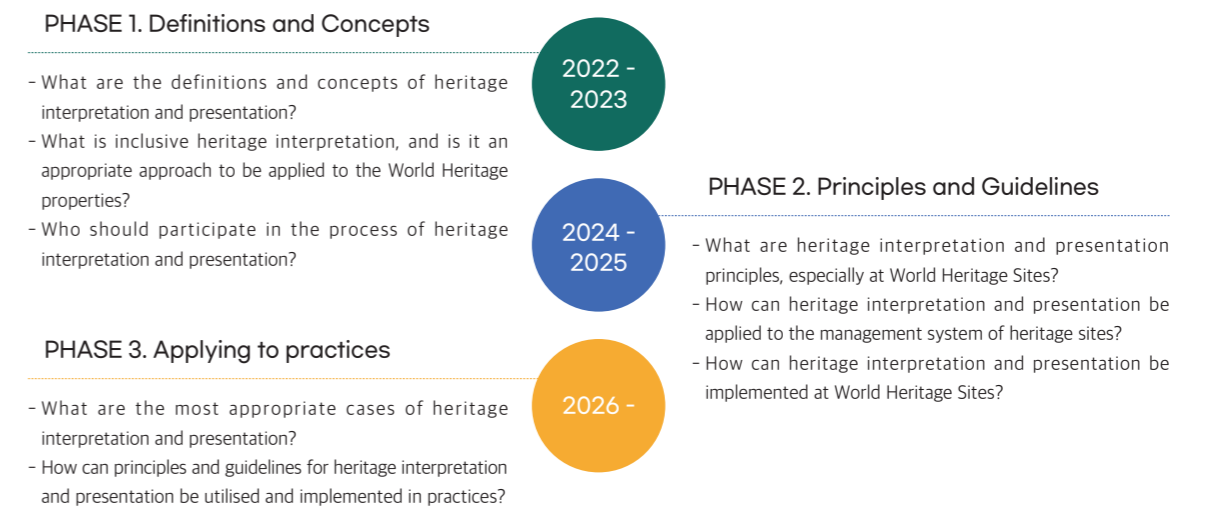 PHASE 1. Definitions and Concepts
2022 -
2023
- What are the definitions and concepts of heritage
interpretation and presentation?
- What is inclusive heritage interpretation, and is it an
appropriate approach to be applied to the World Heritage
properties?
- Who should participate in the process of heritage
interpretation and presentation?
PHASE 2. Principles and Guidelines
2024 -
2025
- What are heritage interpretation and presentation
principles, especially at World Heritage Sites?
- How can heritage interpretation and presentation be
applied to the management system of heritage sites?
- How can heritage interpretation and presentation be
implemented at World Heritage Sites?
PHASE 3. Applying to practices
2026 -
- What are the most appropriate cases of heritage
interpretation and presentation?
- How can principles and guidelines for heritage interpretation
and presentation be utilised and implemented in practices?